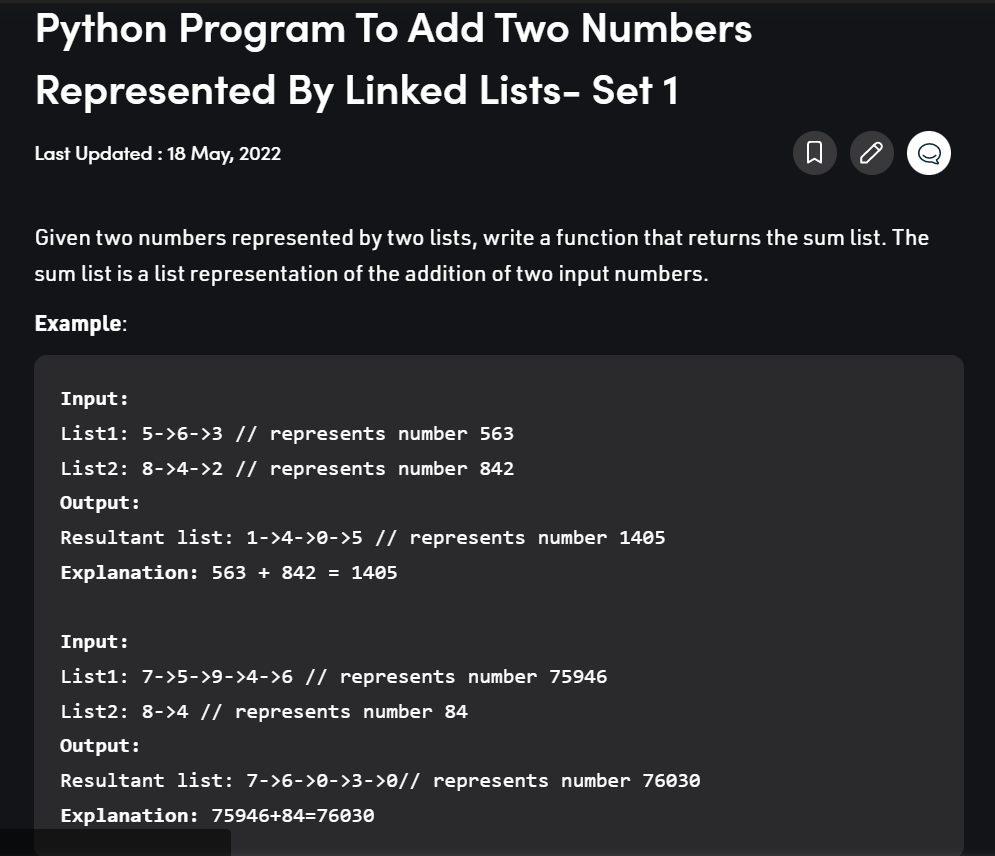 Python Program To Add Two Numbers
Represented By Linked Lists- Set 1
Last Updated : 18 May, 2022
Given two numbers represented by two lists, write a function that returns the sum list. The
sum list is a list representation of the addition of two input numbers.
Example:
Input:
List1: 5->6->3 // represents number 563
List2: 8->4->2 // represents number 842
Output:
Resultant list: 1->4->0->5 // represents number 1405
Explanation: 563 + 842 = 1405
Input:
List1: 7->5->9->4->6 // represents number 75946
List2: 8->4 // represents number 84
Output:
Resultant list: 7->6->0->3->0// represents number 76030
Explanation: 75946+84=76030